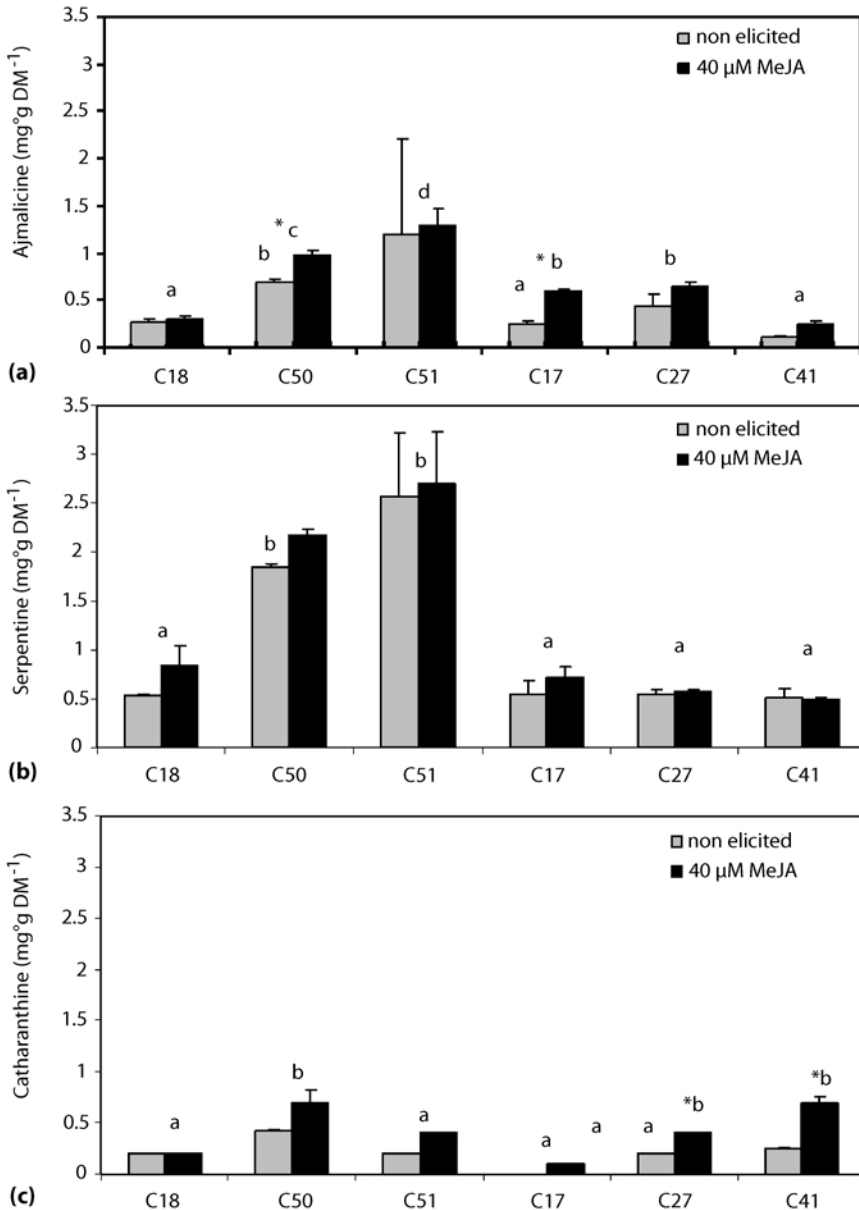 3.5
non elicited
3
40 µM MeJA
2.5
2
1.5
d
* c
1
b
* b
b
a
0.5
a
a
0
Ajmalicine (mg°g DM-1)
(a)
C18 C50 C51 C17 C27 C41
3.5
non elicited
3
40 µM MeJA
b
2.5
b
2
1.5
a
a
a
a
1
0.5
0
Serpentine (mg°g DM-1)
(b)
C18 C50 C51 C17 C27 C41
3.5
non elicited
3
40 µM MeJA
2.5
2
1.5
b
*b
*b
1
a
a
a a a
0.5
0
Catharanthine (mg°g DM-1)
(c)
C18 C50 C51 C17 C27 C41